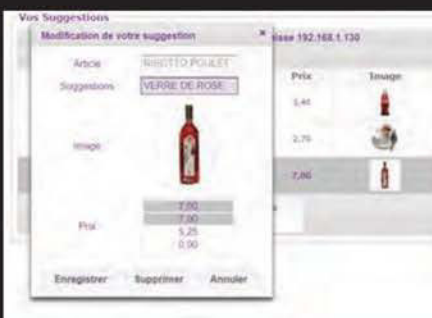 Vos Suggestions
Modification de votre suggestion ×
isse 192.168.1.130
Article RISOTTO POULET
Suggestions VERRE DE ROSE
Prix Image
Image
3,40
2,70
7,00
Prix
7,00
7,00
5,25
0,00
Enregistrer Supprimer Annuler